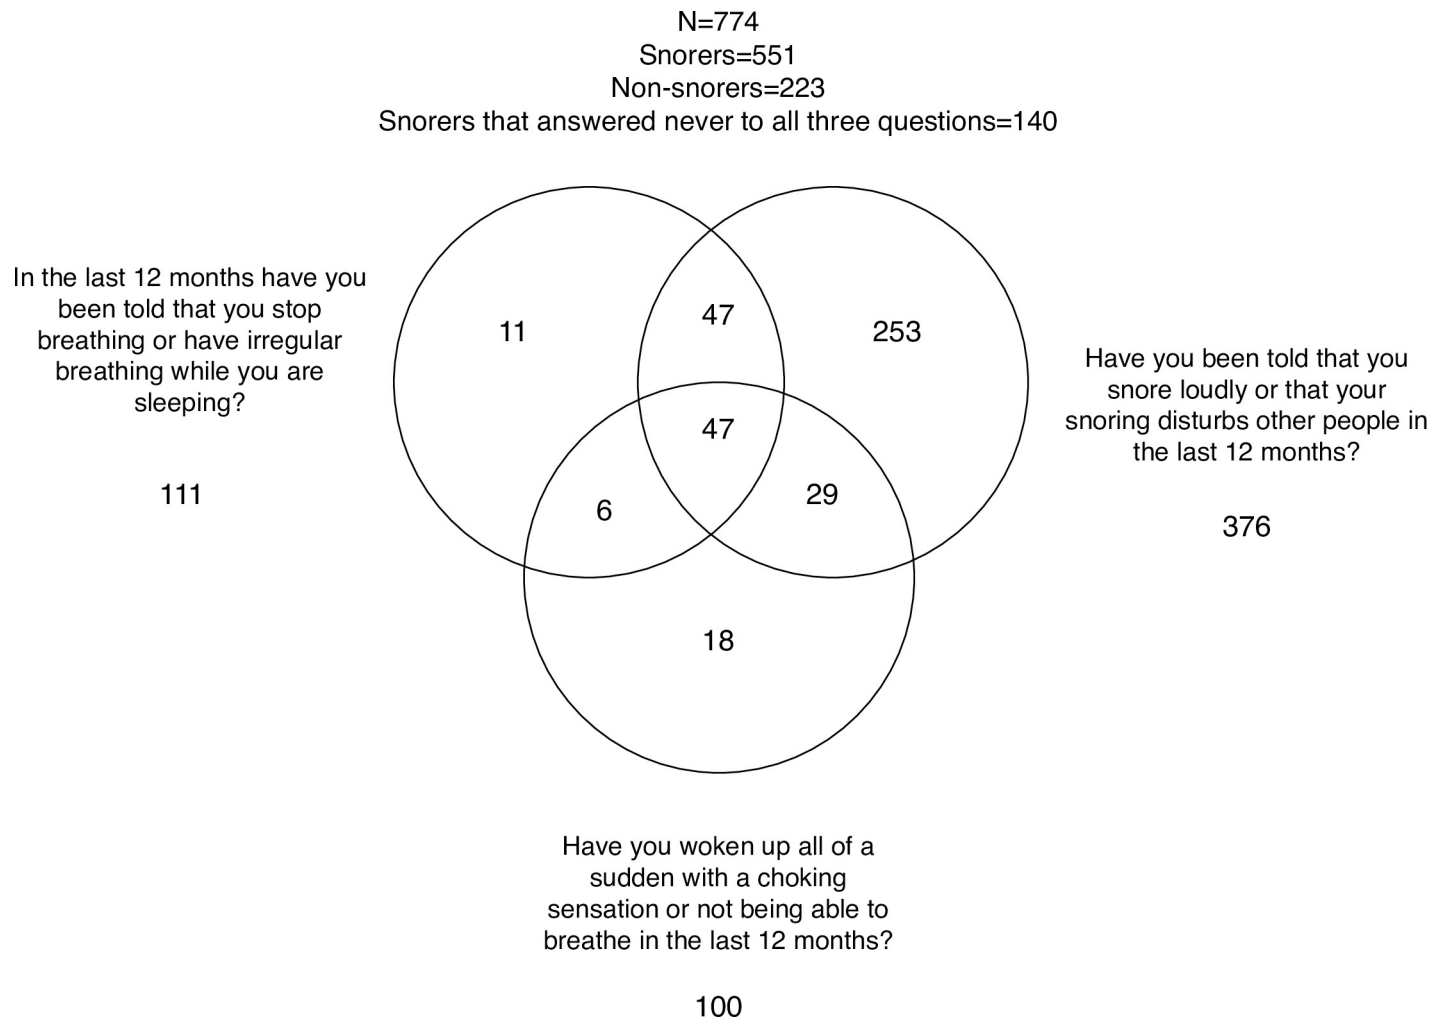 N=774
Snorers=551
Non-snorers=223
Snorers that answered never to all three questions=140
In the last 12 months have you
been told that you stop
breathing or have irregular
breathing while you are
sleeping?
111
11
47
253
47
6
29
18
Have you been told that you
snore loudly or that your
snoring disturbs other people in
the last 12 months?
376
Have you woken up all of a
sudden with a choking
sensation or not being able to
breathe in the last 12 months?
100